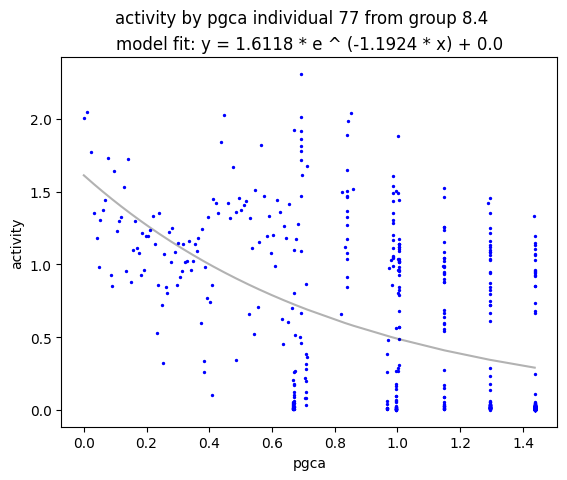 activity by pgca individual 77 from group 8.4
model fit: y = 1.6118 * e ^ (-1.1924 * x) + 0.0
activity
2.0
1.5
1.0
0.5
0.0
0.0 0.2 0.4 0.6 0.8 1.0 1.2 1.4
pgca